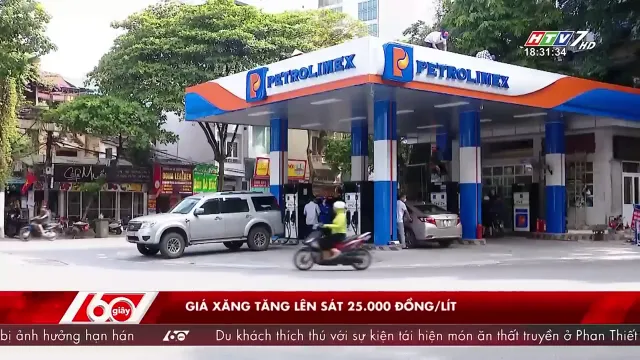 HTV7 HD
18:31:34
PETROLIMEX
PETROLIMEX
60 giây
GIÁ XĂNG TĂNG LÊN SÁT 25.000 ĐỒNG/LÍT
bị ảnh hưởng hạn hán 60 Du khách thích thú với sự kiện tái hiện món ăn thất truyền ở Phan Thiết